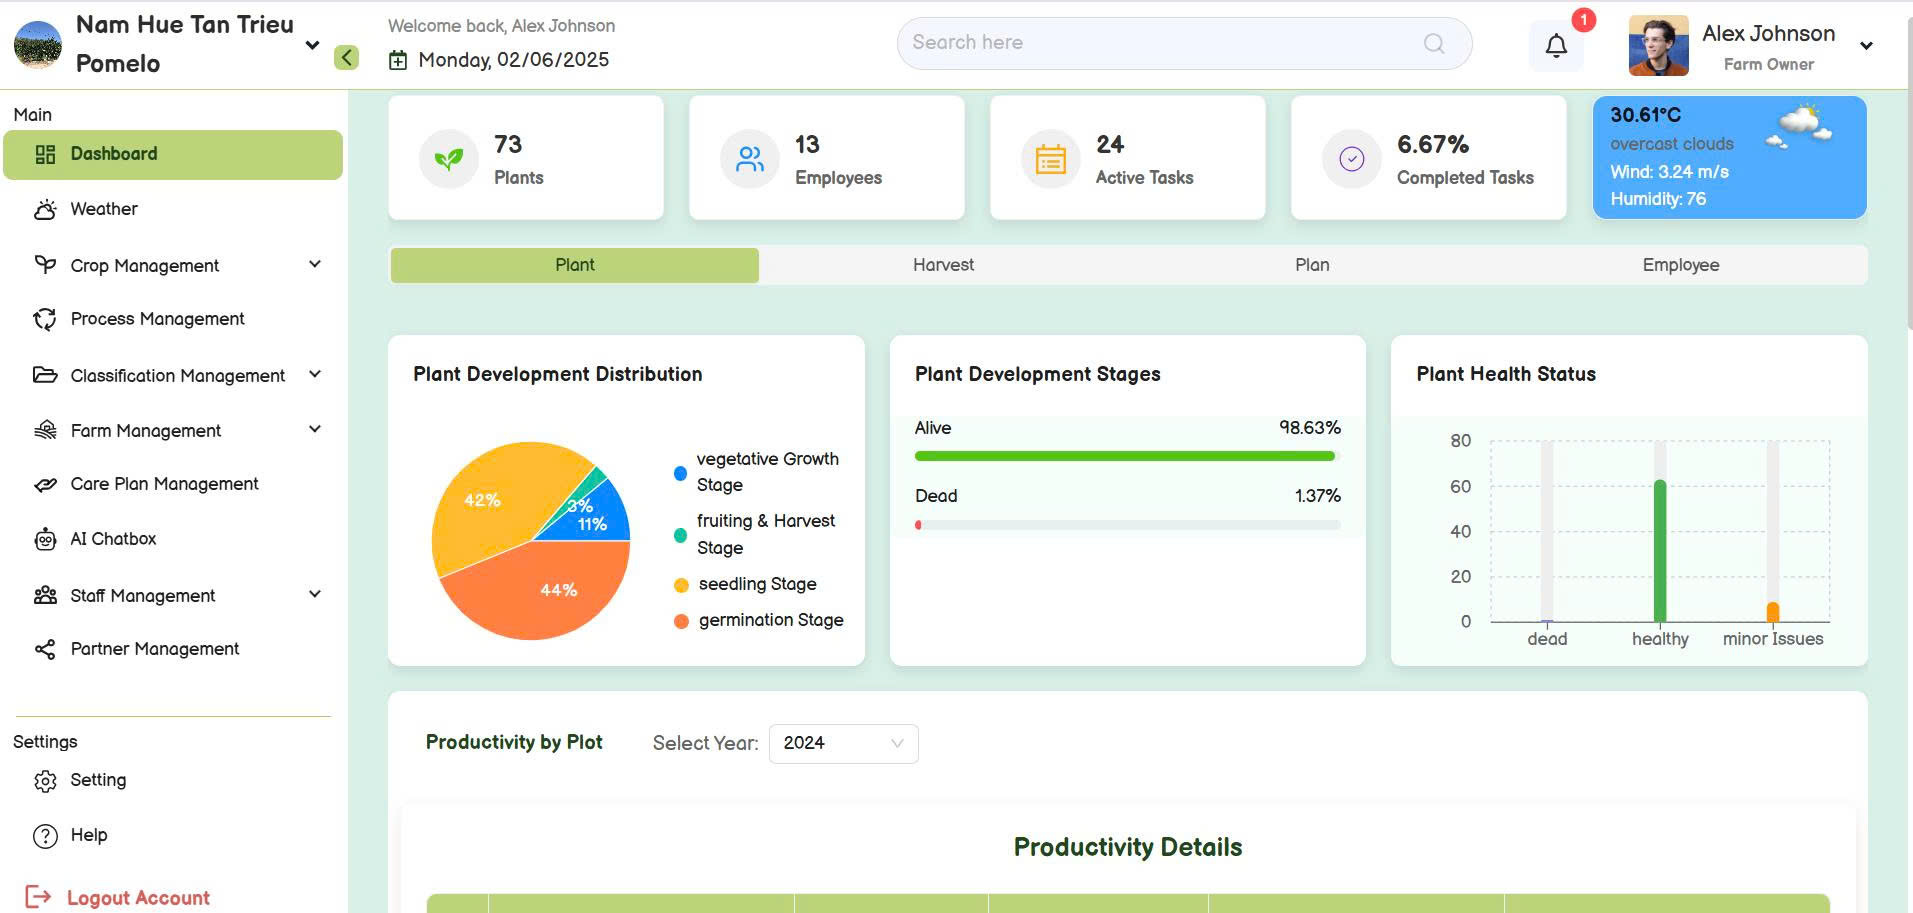 Nam Hue Tan Trieu
Pomelo
Welcome back, Alex Johnson
Monday, 02/06/2025
Search here
1
Alex Johnson
Farm Owner
Main
Dashboard
Weather
Crop Management
Process Management
Classification Management
Farm Management
Care Plan Management
AI Chatbox
Staff Management
Partner Management
Settings
Setting
Help
Logout Account
73
Plants
13
Employees
24
Active Tasks
6.67%
Completed Tasks
30.61°C
overcast clouds
Wind: 3.24 m/s
Humidity: 76
Plant
Harvest
Plan
Employee
Plant Development Distribution
42%
3%
11%
44%
vegetative Growth
Stage
fruiting & Harvest
Stage
seedling Stage
germination Stage
Plant Development Stages
Alive 98.63%
Dead 1.37%
Plant Health Status
80
60
40
20
0
dead healthy minor Issues
Productivity by Plot
Select Year: 2024
Productivity Details